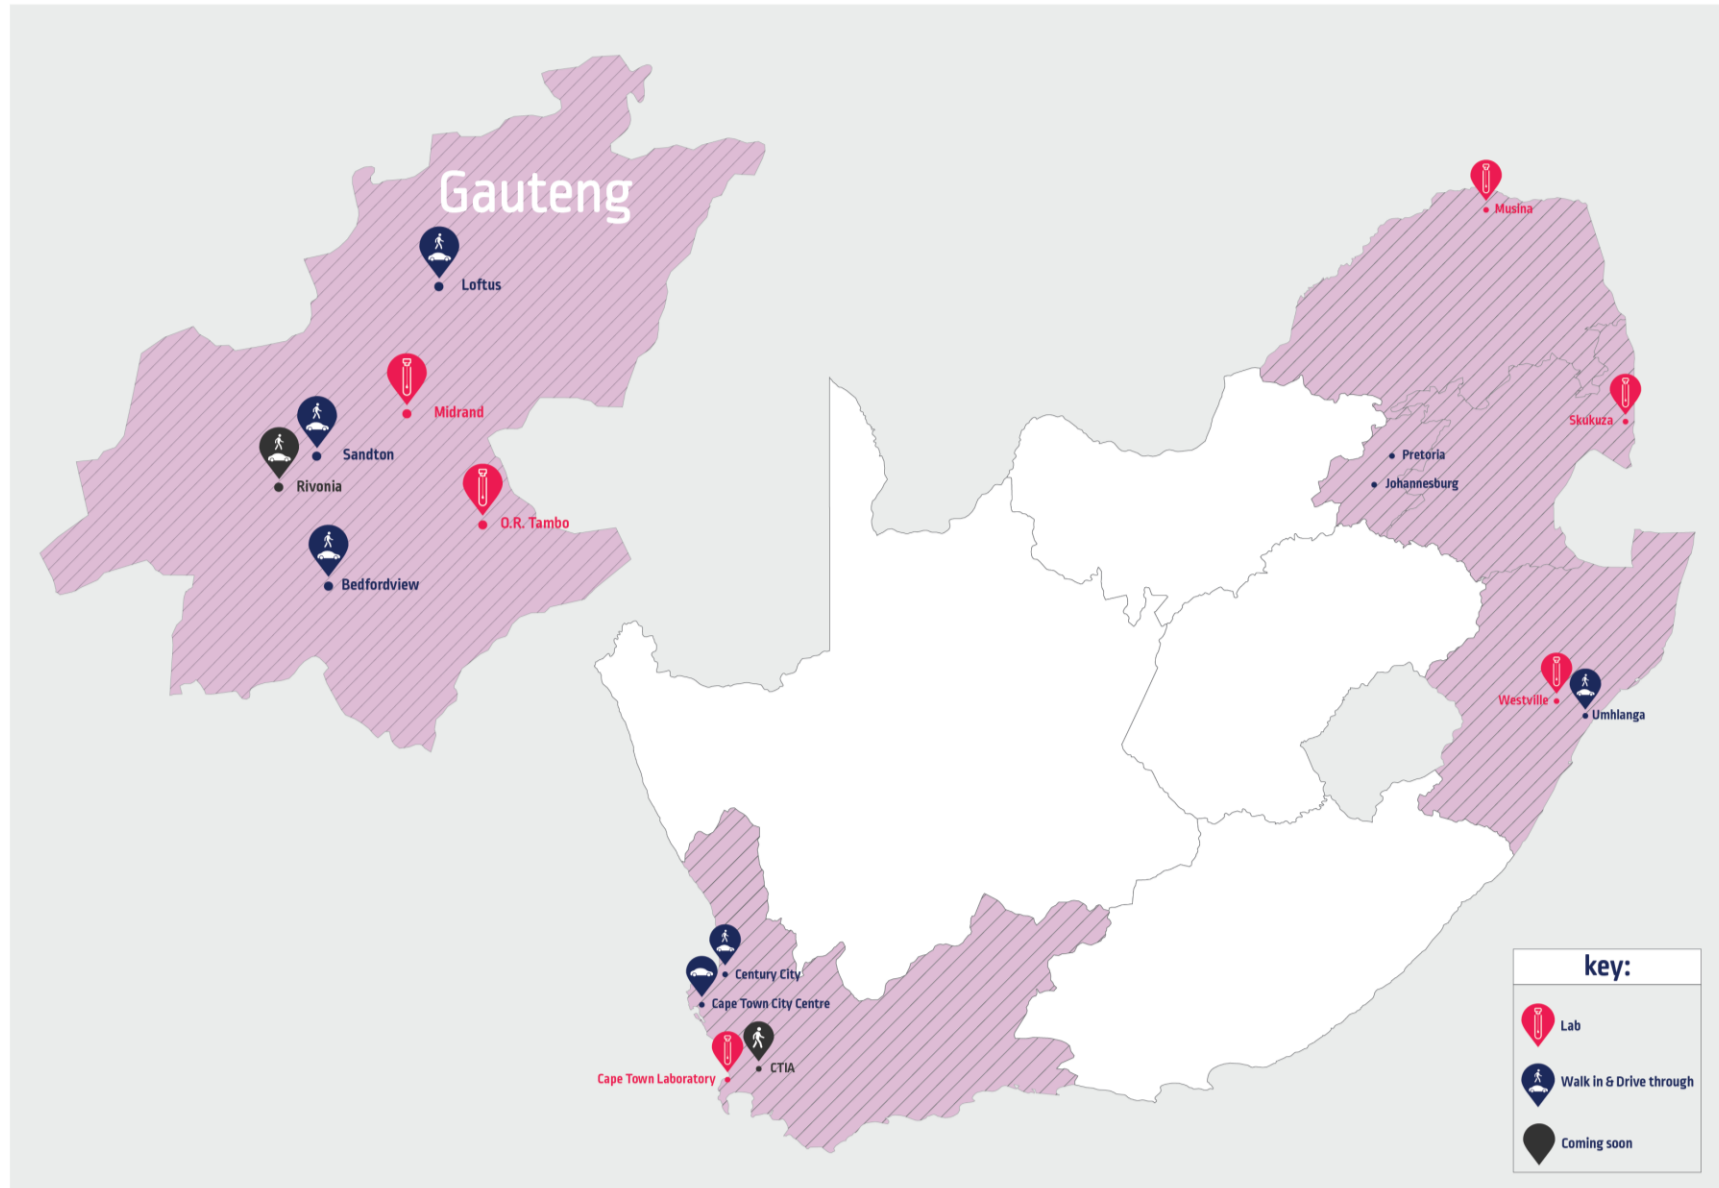 Gauteng
Loftus
Midrand
Sandton
Rivonia
O.R. Tambo
Bedfordview
Musina
Skukuza
Pretoria
Johannesburg
Westville
Umhlanga
Century City
Cape Town City Centre
CTIA
Cape Town Laboratory
key:
Lab
Walk in & Drive through
Coming soon